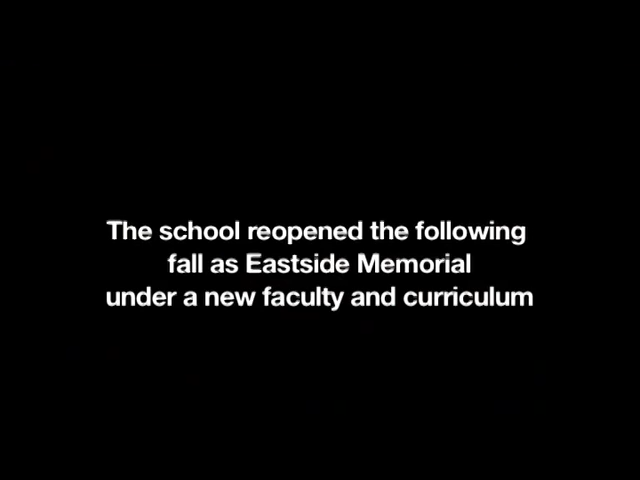 The school reopened the following
fall as Eastside Memorial
under a new faculty and curriculum